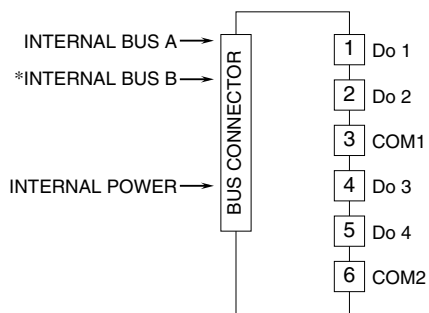 INTERNAL BUS A
*INTERNAL BUS B
INTERNAL POWER
BUS CONNECTOR
1 Do 1
2 Do 2
3 COM1
4 Do 3
5 Do 4
6 COM2